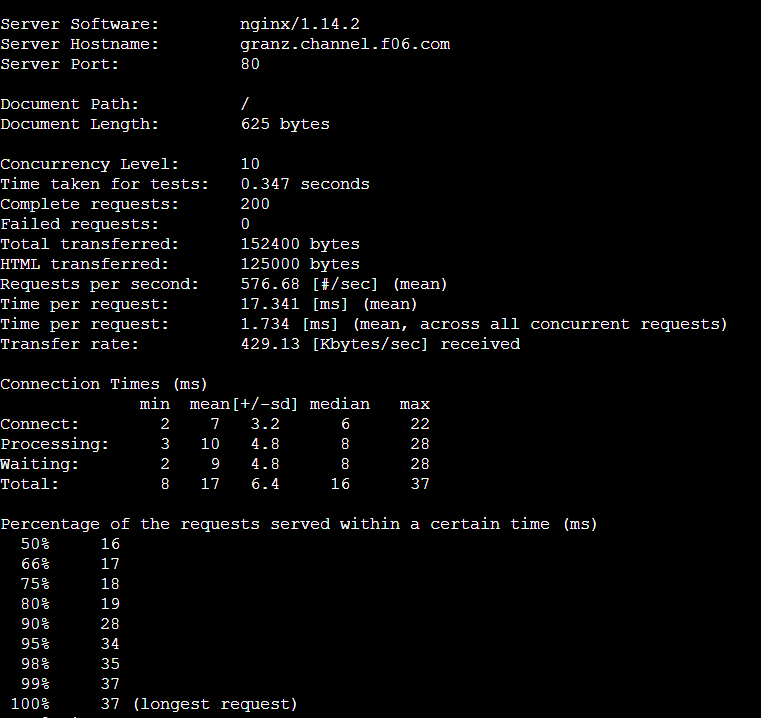 Server Software:        nginx/1.14.2
Server Hostname:        granz.channel.f06.com
Server Port:            80
Document Path:          /
Document Length:        625 bytes
Concurrency Level:      10
Time taken for tests:   0.347 seconds
Complete requests:      200
Failed requests:        0
Total transferred:      152400 bytes
HTML transferred:       125000 bytes
Requests per second:    576.68 [#/sec] (mean)
Time per request:       17.341 [ms] (mean)
Time per request:       1.734 [ms] (mean, across all concurrent requests)
Transfer rate:          429.13 [Kbytes/sec] received
Connection Times (ms)
              min  mean[+/-sd] median   max
Connect:        2    7   3.2      6      22
Processing:     3   10   4.8      8      28
Waiting:        2    9   4.8      8      28
Total:          8   17   6.4     16      37
Percentage of the requests served within a certain time (ms)
  50%     16
  66%     17
  75%     18
  80%     19
  90%     28
  95%     34
  98%     35
  99%     37
 100%     37 (longest request)